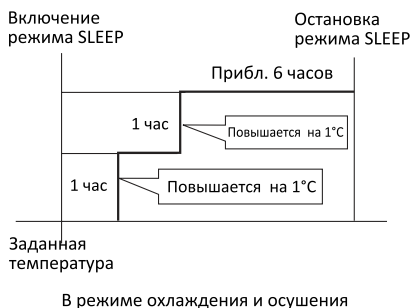 Включение
режима SLEEP
Остановка
режима SLEEP
Прибл. 6 часов
1 час
Повышается на 1°C
1 час
Повышается на 1°C
Заданная
температура
В режиме охлаждения и осушения